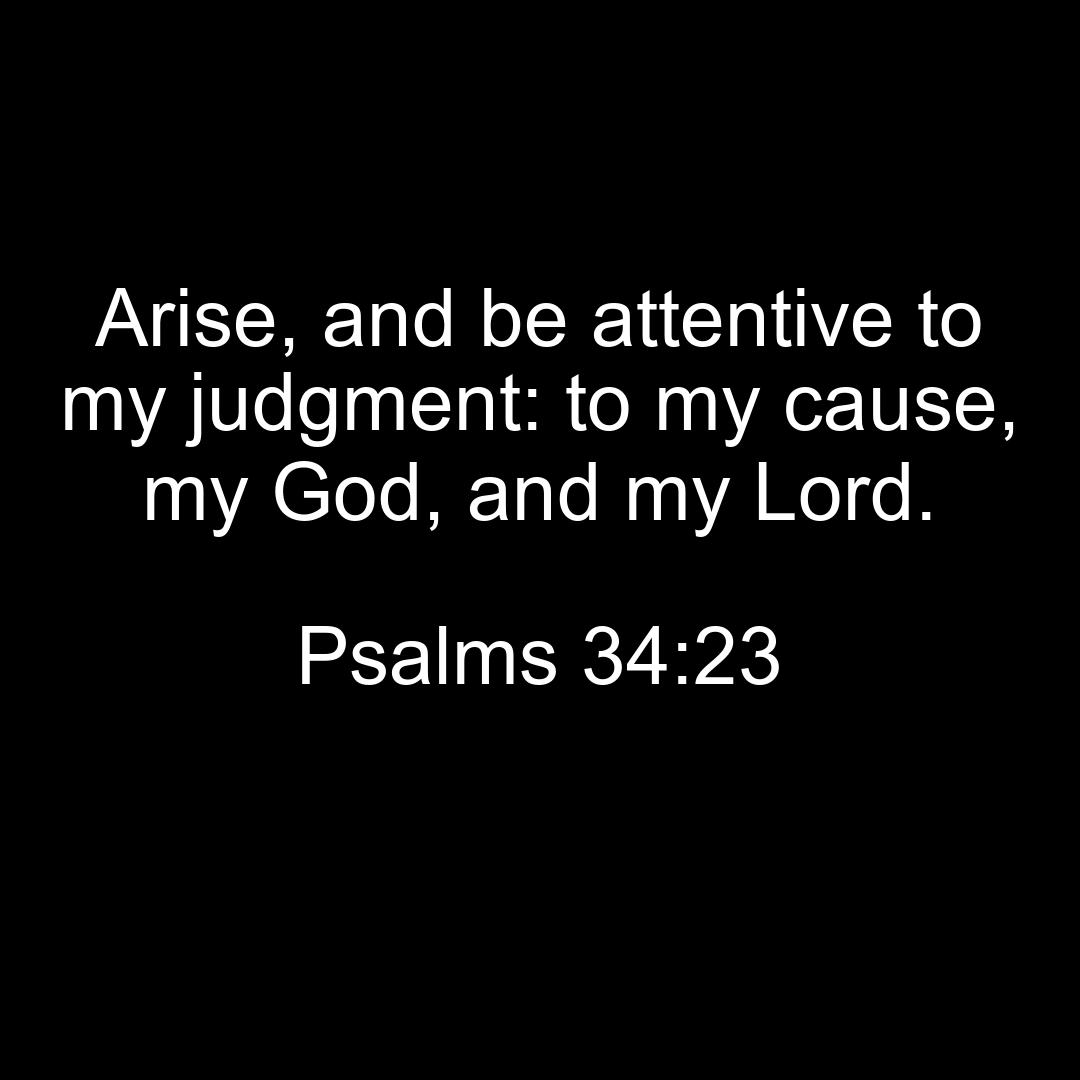 Arise, and be attentive to
my judgment: to my cause,
my God, and my Lord.
Psalms 34:23